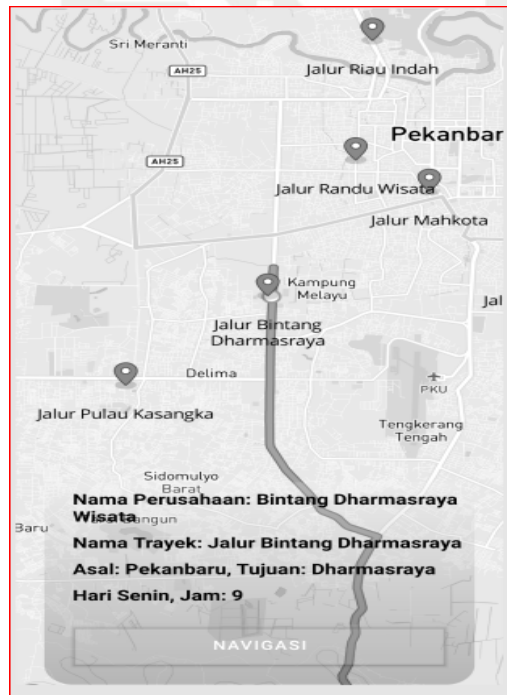 Sri Meranti
AH25
Jalur Riau Indah
Pekanbar
AH25
Jalur Randu Wisata
Jalur Mahkota
Kampung
Melayu
Jal
Jalur Bintang
Dharmasraya
Delima
PKU
Jalur Pulau Kasangka
Tengkerang
Tengah
Sidomulyo
Barat
Nama Perusahaan: Bintang Dharmasraya
Wisata
Baru
Bangun
Nama Trayek: Jalur Bintang Dharmasraya
Asal: Pekanbaru, Tujuan: Dharmasraya
Hari Senin, Jam: 9
NAVIGASI